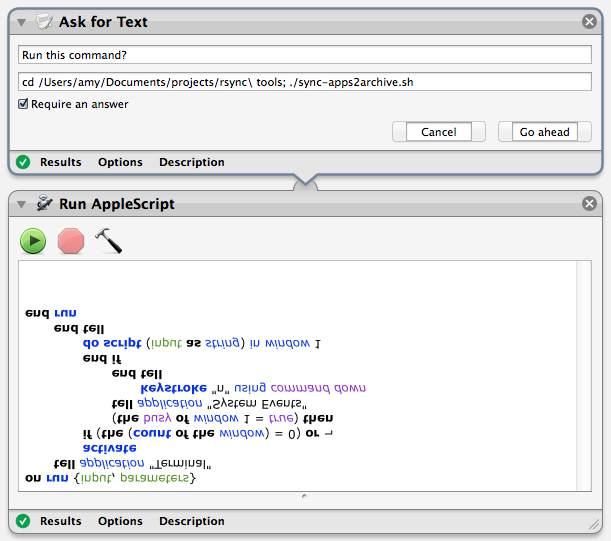 Ask for Text
Run this command?
cd /Users/amy/Documents/projects/rsync\ tools; ./sync-apps2archive.sh
Require an answer
Cancel
Go ahead
Results Options Description
Run AppleScript
on run {input, parameters}
tell application "Terminal"
activate
if (the (count of the window) = 0) or ¬
(the busy of window 1 = true) then
tell application "System Events"
keystroke "n" using command down
end tell
end if
do script (input as string) in window 1
end tell
end run
Results Options Description